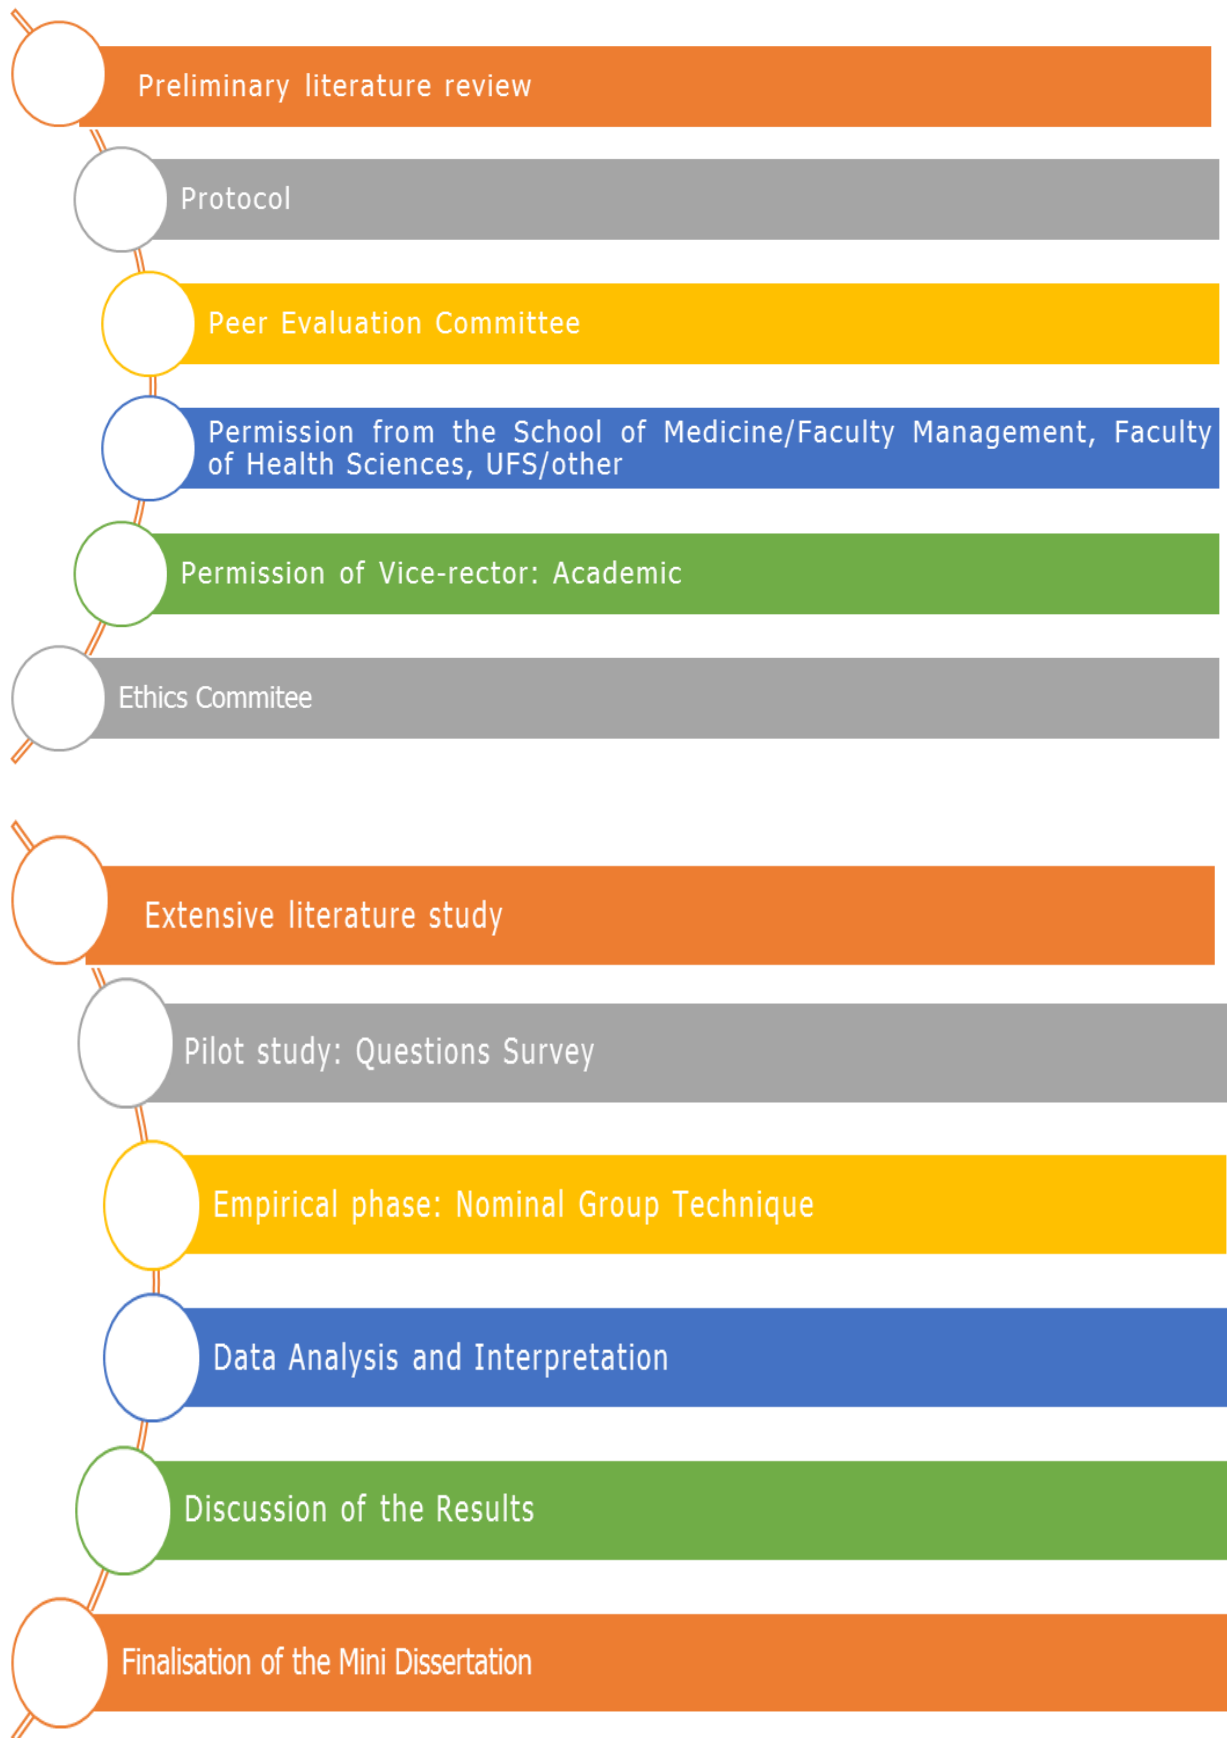 Preliminary literature review
Protocol
Peer Evaluation Committee
Permission from the School of Medicine/Faculty Management, Faculty
of Health Sciences, UFS/other
Permission of Vice-rector: Academic
Ethics Commitee
Extensive literature study
Pilot study: Questions Survey
Empirical phase: Nominal Group Technique
Data Analysis and Interpretation
Discussion of the Results
Finalisation of the Mini Dissertation